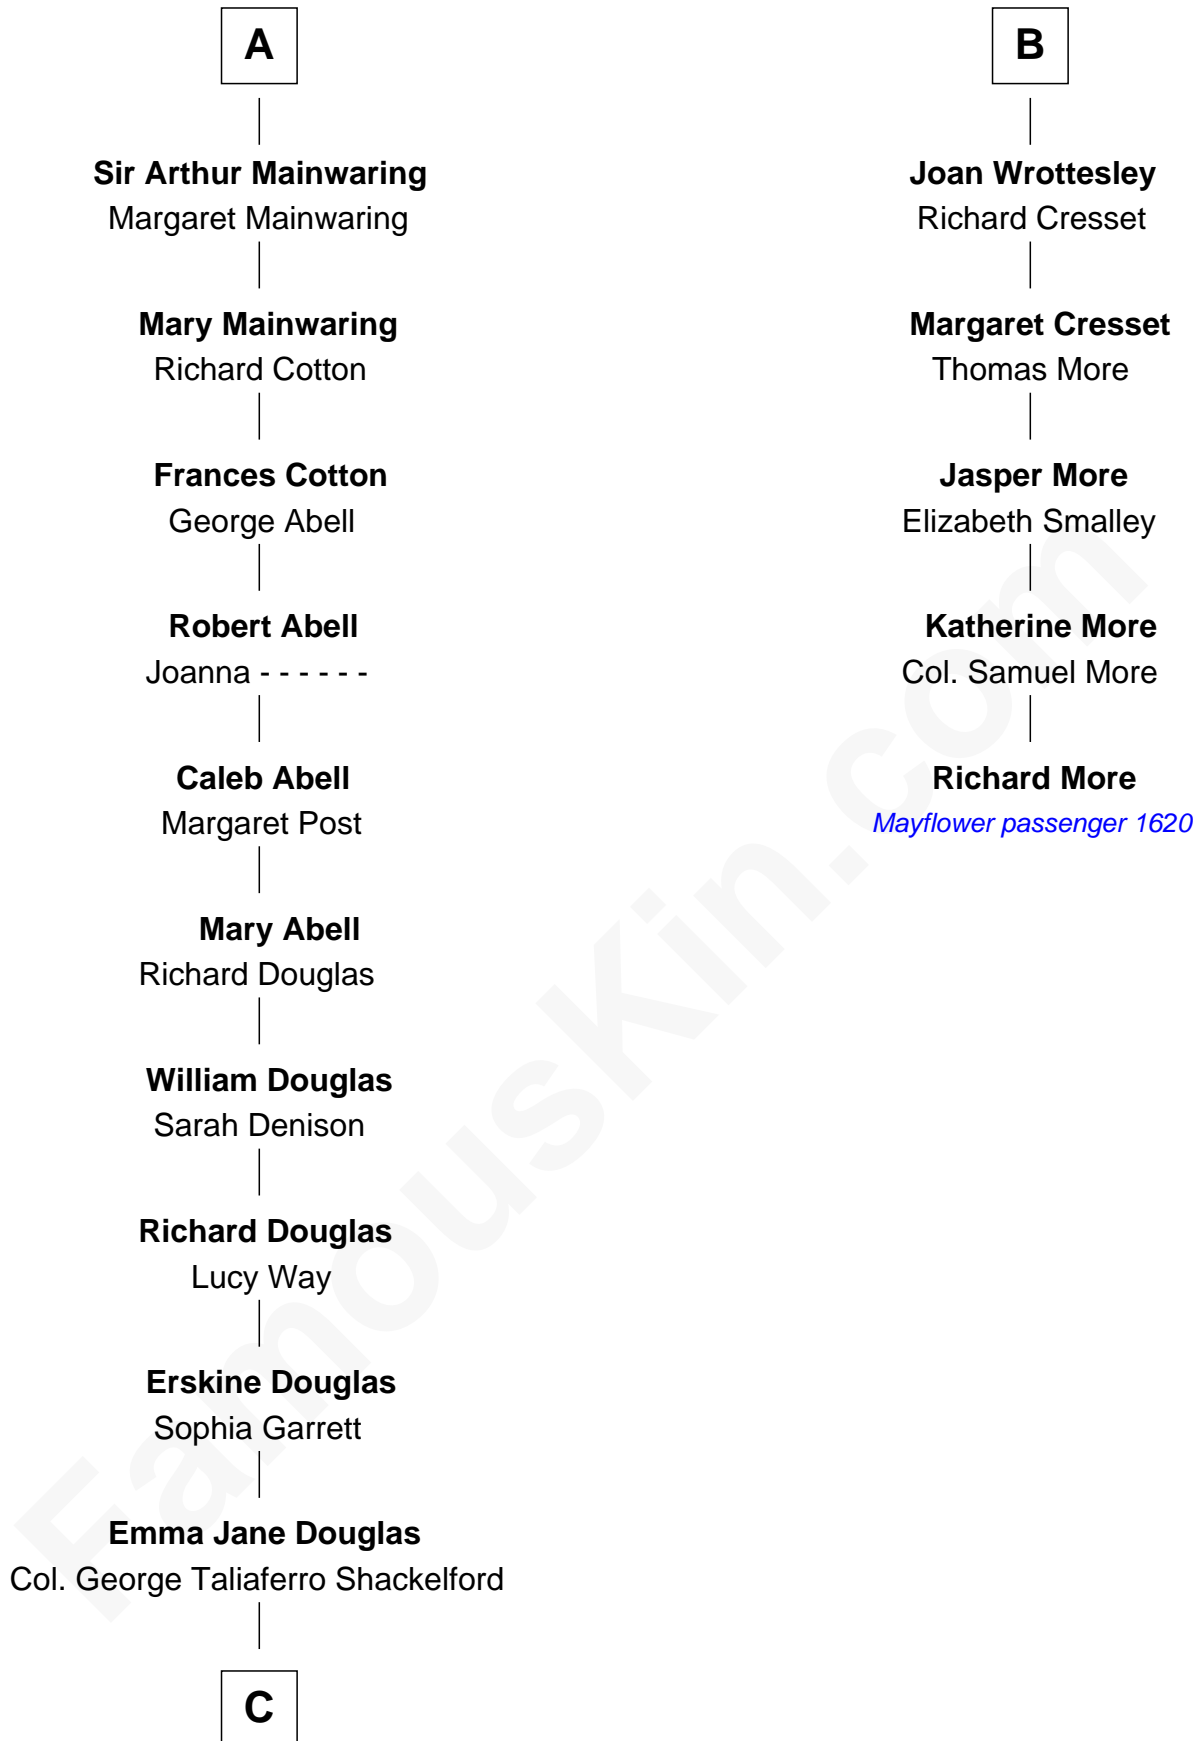 A
Sir Arthur Mainwaring
Margaret Mainwaring
Mary Mainwaring
Richard Cotton
Frances Cotton
George Abell
Robert Abell
Joanna - - - - - -
Caleb Abell
Margaret Post
Mary Abell
Richard Douglas
William Douglas
Sarah Denison
Richard Douglas
Lucy Way
Erskine Douglas
Sophia Garrett
Emma Jane Douglas
Col. George Taliaferro Shackelford
C
B
Joan Wrottesley
Richard Cresset
Margaret Cresset
Thomas More
Jasper More
Elizabeth Smalley
Katherine More
Col. Samuel More
Richard More
Mayflower passenger 1620
FamousKin.com